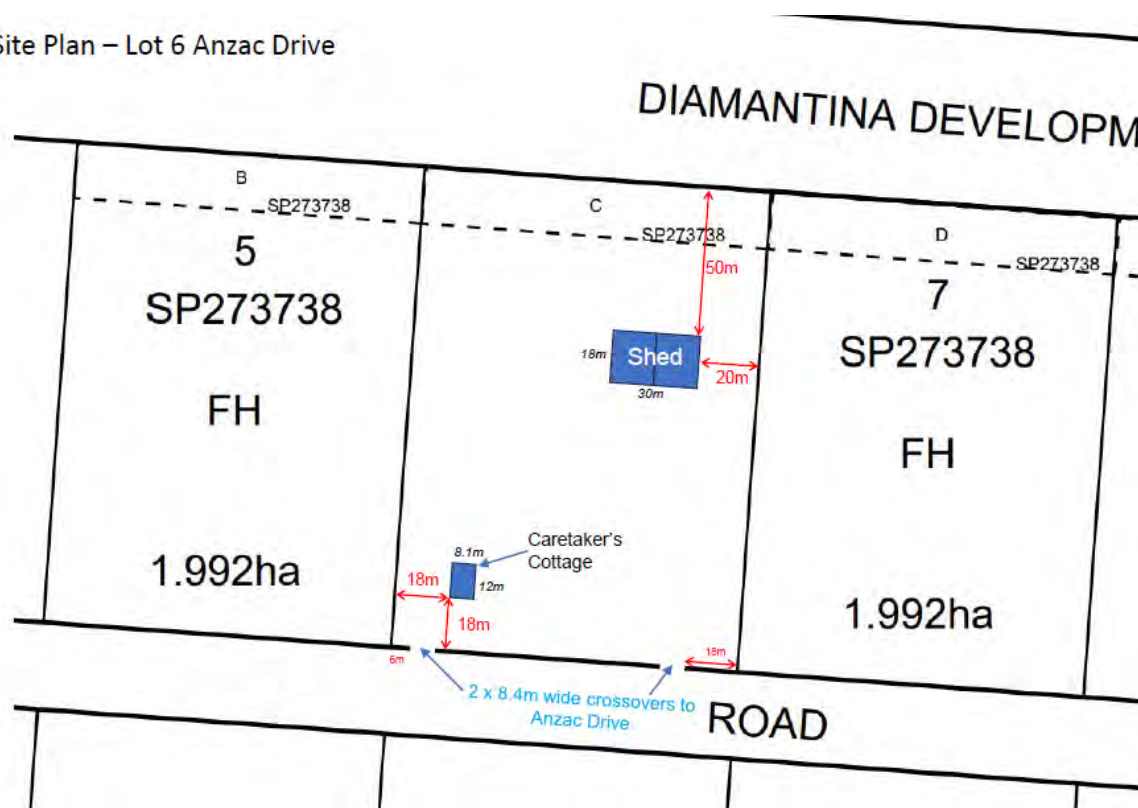 Site Plan – Lot 6 Anzac Drive
DIAMANTINA DEVELOPM
B
SP273738
5
SP273738
FH
1.992ha
C
SP273738
50m
18m
Shed
30m
20m
D
SP273738
7
SP273738
FH
1.992ha
8.1m
Caretaker's
Cottage
12m
18m
18m
6m
18m
2 x 8.4m wide crossovers to
Anzac Drive
ROAD